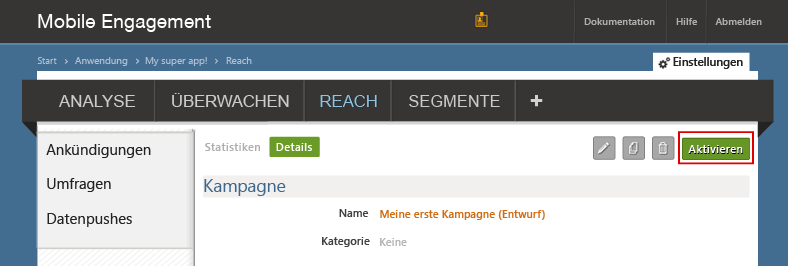 Mobile Engagement
Dokumentation Hilfe Abmelden
Start › Anwendung › My super app! › Reach
Einstellungen
ANALYSE ÜBERWACHEN REACH SEGMENTE +
Ankündigungen
Umfragen
Datenpushes
Statistiken Details Aktivieren
Kampagne
Name Meine erste Kampagne (Entwurf)
Kategorie Keine